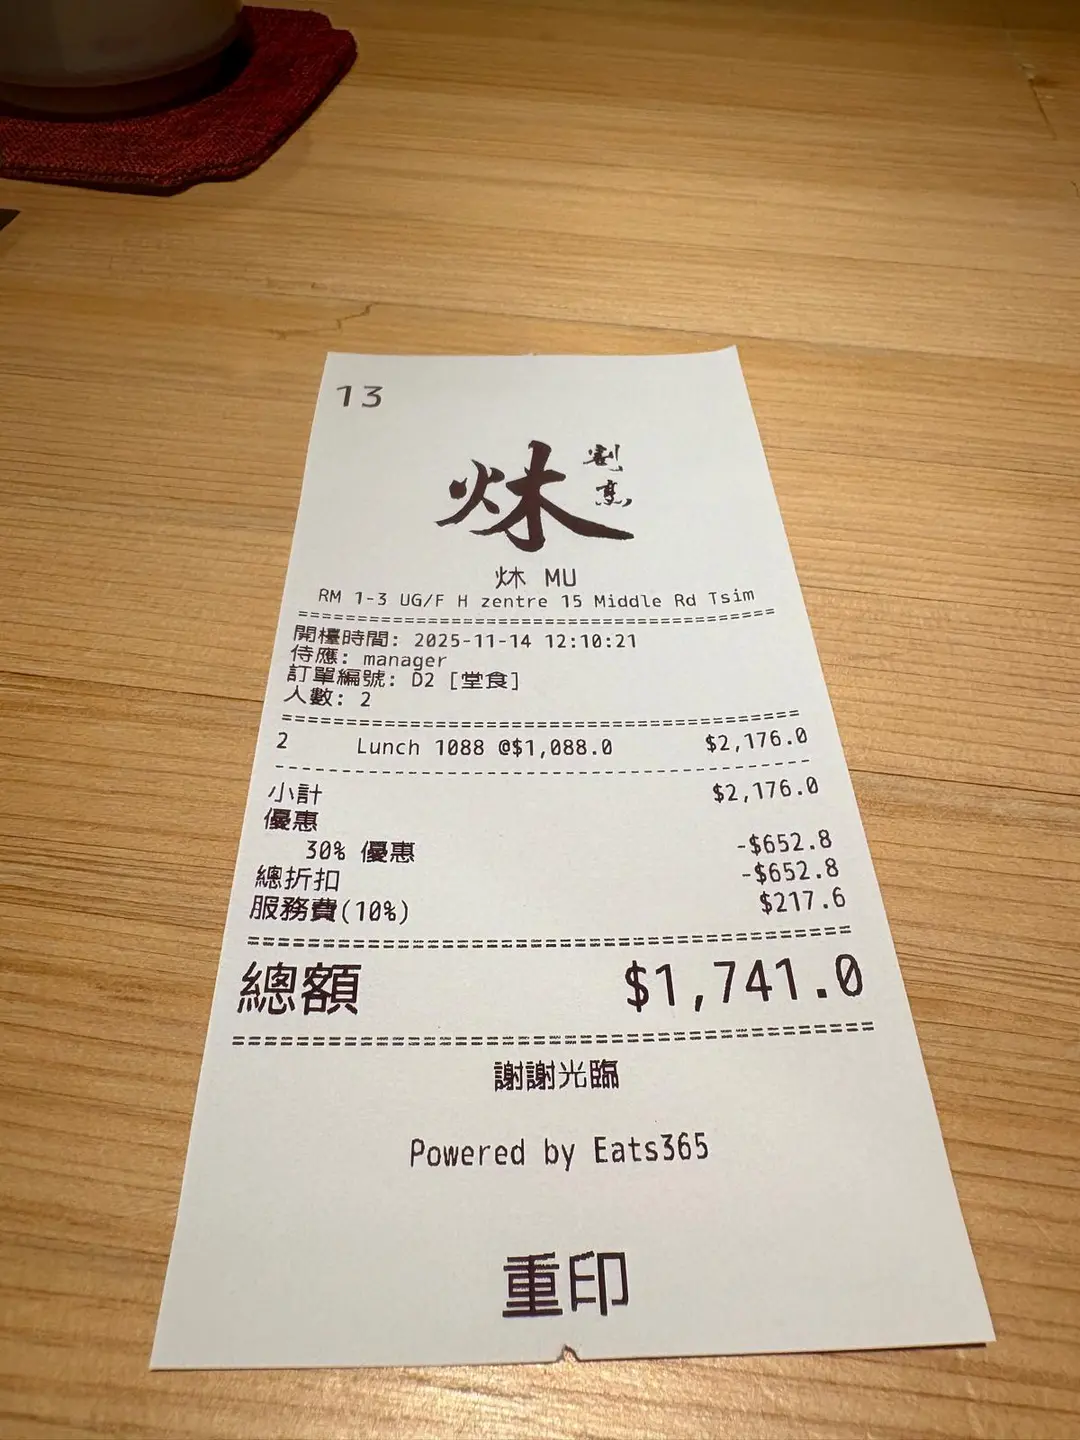 13
炑
割烹
炑 MU
RM 1-3 UG/F H zentre 15 Middle Rd Tsim
開檯時間: 2025-11-14 12:10:21
侍應: manager
訂單編號: D2 [堂食]
人數: 2
2 Lunch 1088 @$1,088.0 $2,176.0
小計 $2,176.0
優惠
30% 優惠 -$652.8
總折扣 -$652.8
服務費(10%) $217.6
總額 $1,741.0
謝謝光臨
Powered by Eats365
重印